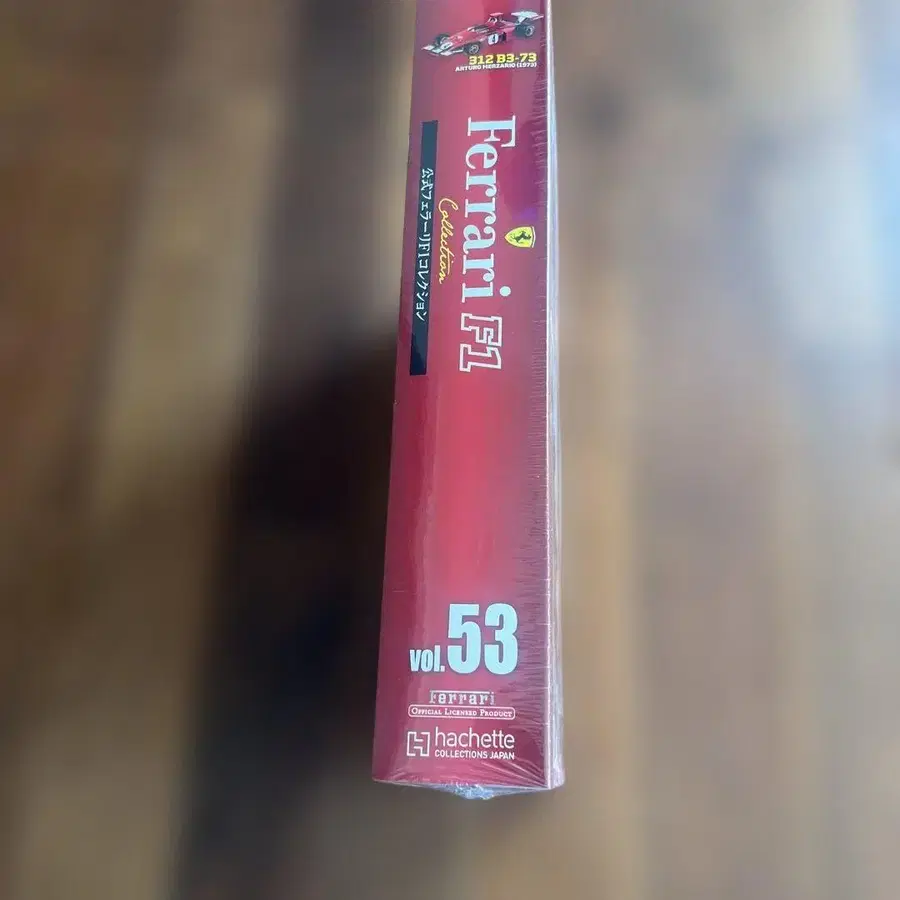 312 B3-73
ARTURO MERZARIO (1973)
Ferrari F1
Collection
公式フェラーリF1コレクション
vol.53
Ferrari
OFFICIAL LICENSED PRODUCT
hachette
COLLECTIONS JAPAN